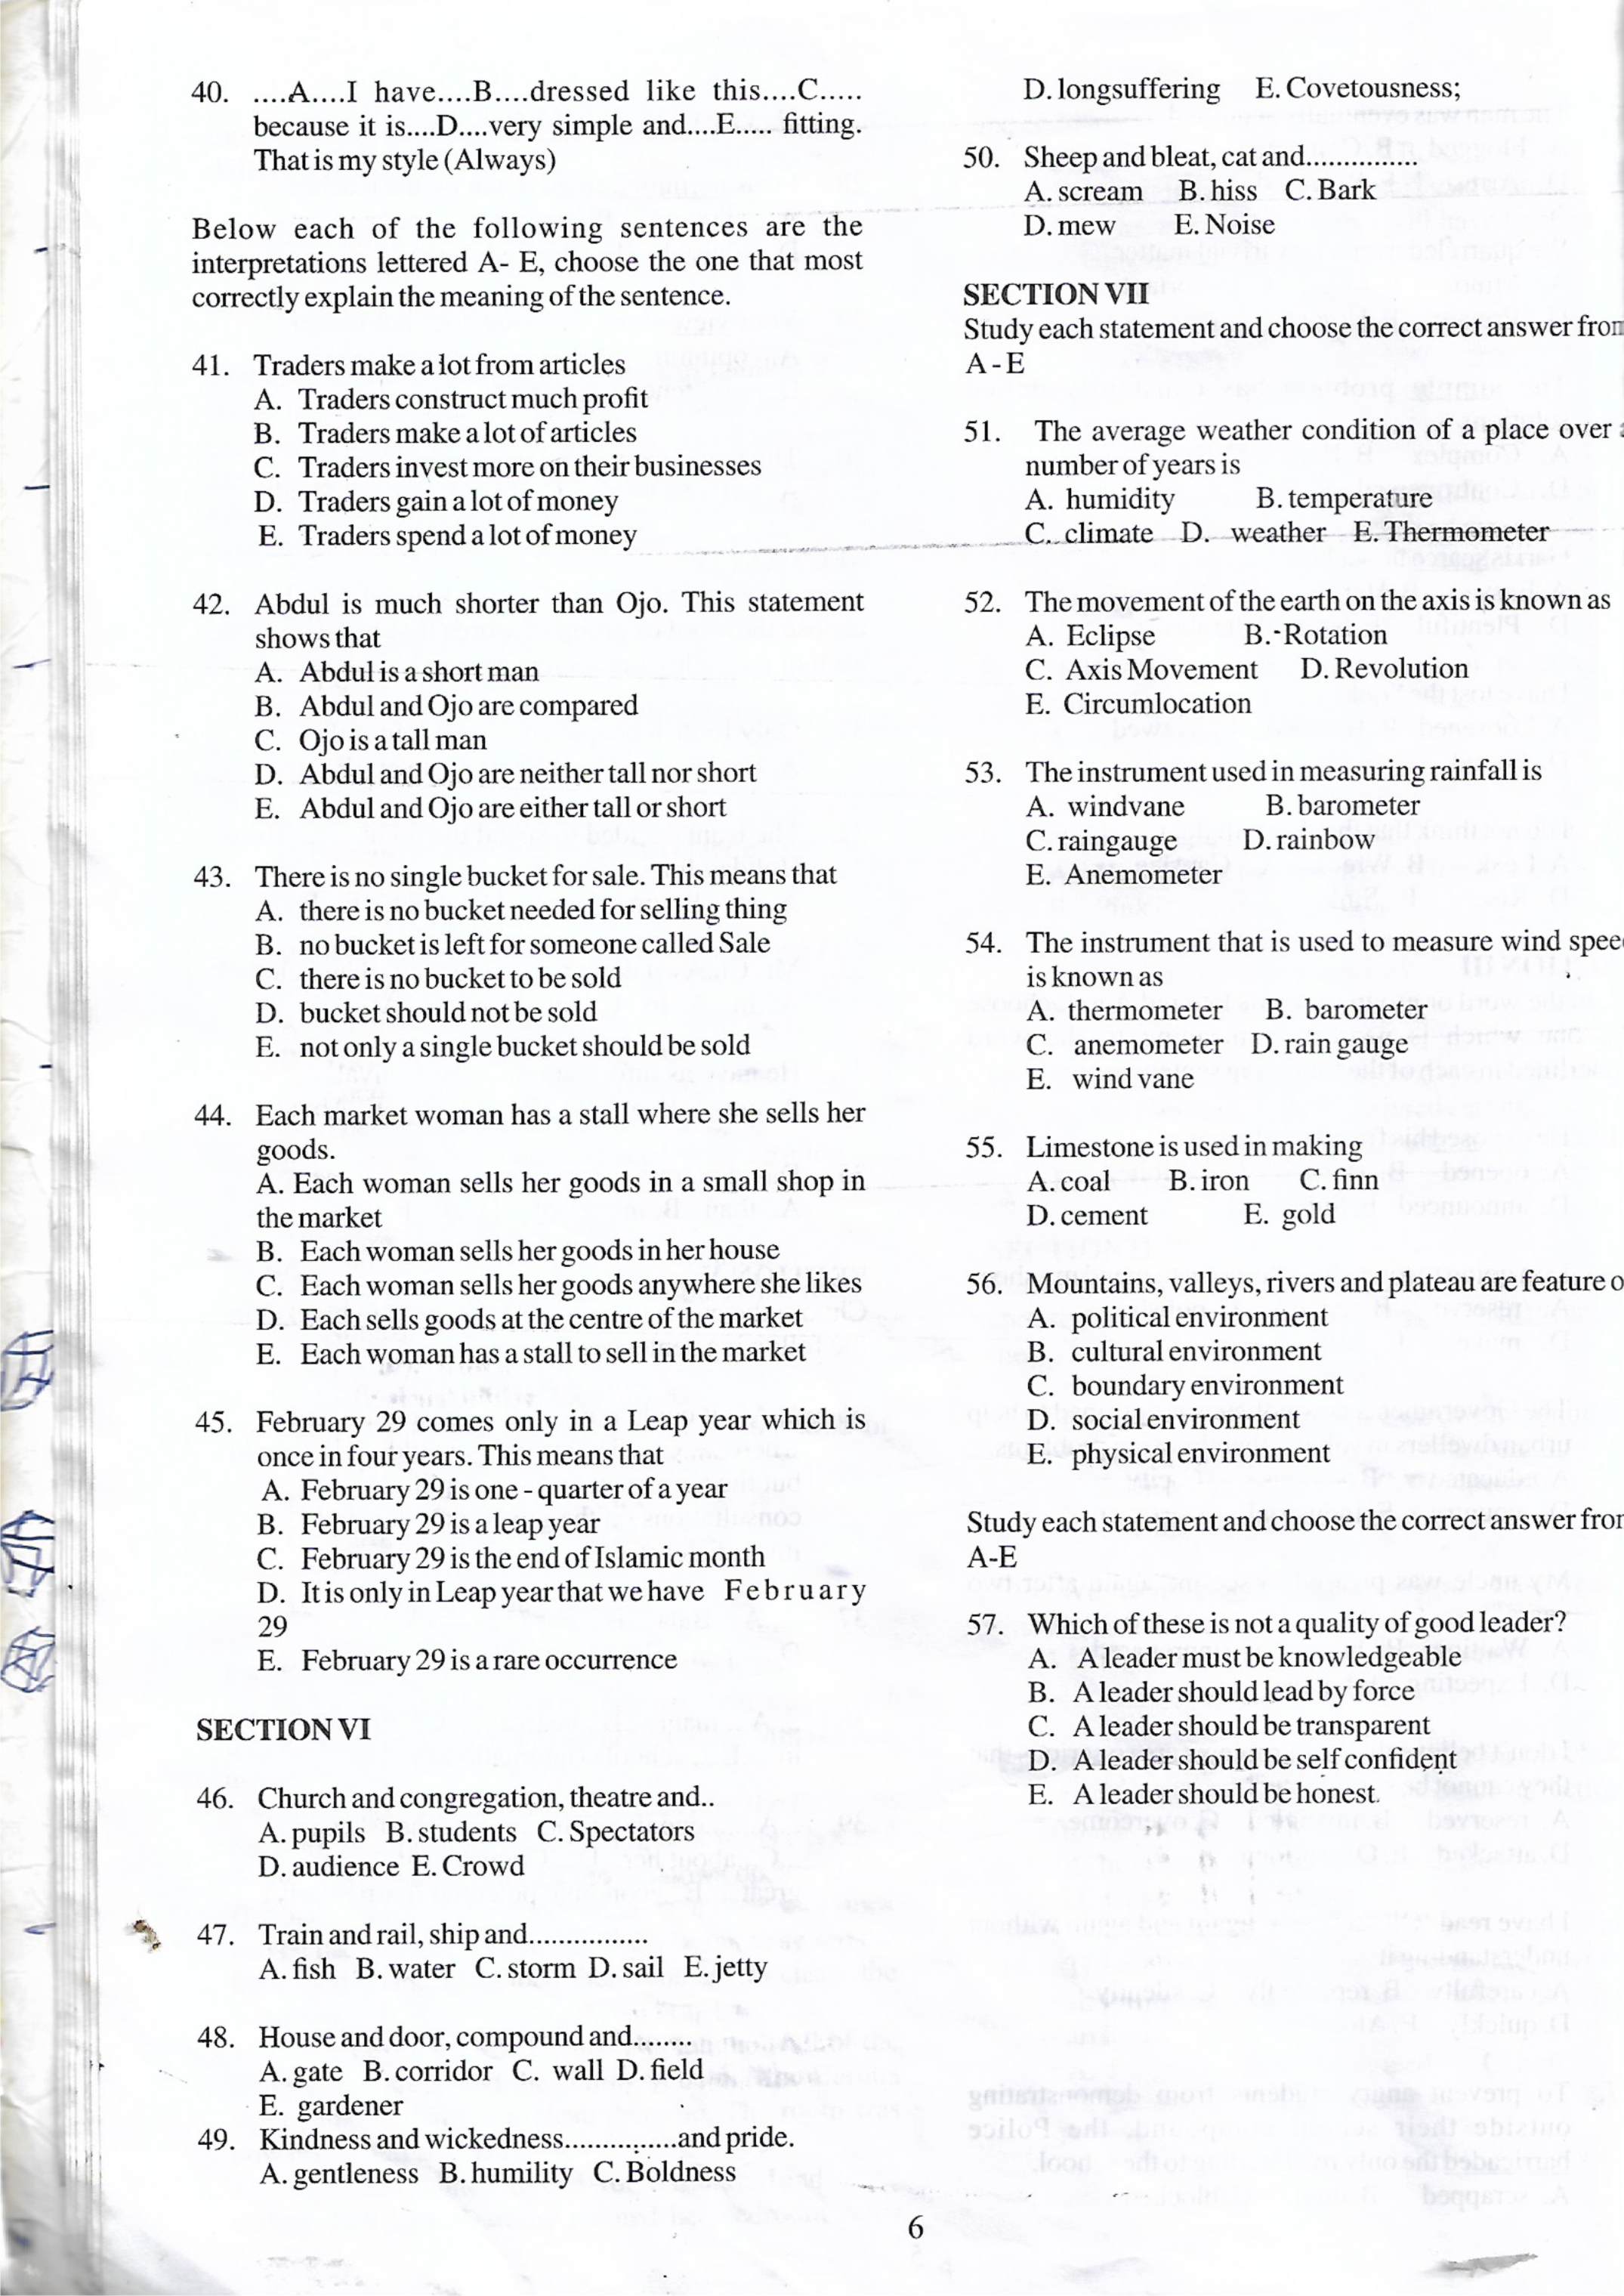 40. ....A....I have....B....dressed like this....C.....
because it is....D....very simple and....E..... fitting.
That is my style (Always)
Below each of the following sentences are the
interpretations lettered A- E, choose the one that most
correctly explain the meaning of the sentence.
41. Traders make a lot from articles
A. Traders construct much profit
B. Traders make a lot of articles
C. Traders invest more on their businesses
D. Traders gain a lot of money
E. Traders spend a lot of money
42. Abdul is much shorter than Ojo. This statement
shows that
A. Abdul is a short man
B. Abdul and Ojo are compared
C. Ojo is a tall man
D. Abdul and Ojo are neither tall nor short
E. Abdul and Ojo are either tall or short
43. There is no single bucket for sale. This means that
A. there is no bucket needed for selling thing
B. no bucket is left for someone called Sale
C. there is no bucket to be sold
D. bucket should not be sold
E. not only a single bucket should be sold
44. Each market woman has a stall where she sells her
goods.
A. Each woman sells her goods in a small shop in
the market
B. Each woman sells her goods in her house
C. Each woman sells her goods anywhere she likes
D. Each sells goods at the centre of the market
E. Each woman has a stall to sell in the market
45. February 29 comes only in a Leap year which is
once in four years. This means that
A. February 29 is one - quarter of a year
B. February 29 is a leap year
C. February 29 is the end of Islamic month
D. It is only in Leap year that we have February
29
E. February 29 is a rare occurrence
SECTION VI
46. Church and congregation, theatre and..
A. pupils B. students C. Spectators
D. audience E. Crowd
47. Train and rail, ship and...............
A. fish B. water C. storm D. sail E. jetty
48. House and door, compound and........
A. gate B. corridor C. wall D. field
E. gardener
49. Kindness and wickedness..............and pride.
A. gentleness B. humility C. Boldness
D. longsuffering E. Covetousness;
50. Sheep and bleat, cat and..............
A. scream B. hiss C. Bark
D. mew E. Noise
SECTION VII
Study each statement and choose the correct answer from
A - E
51. The average weather condition of a place over
number of years is
A. humidity B. temperature
C. climate D. weather E. Thermometer
52. The movement of the earth on the axis is known as
A. Eclipse B. Rotation
C. Axis Movement D. Revolution
E. Circumlocation
53. The instrument used in measuring rainfall is
A. windvane B. barometer
C. raingauge D. rainbow
E. Anemometer
54. The instrument that is used to measure wind spee
is known as
A. thermometer B. barometer
C. anemometer D. rain gauge
E. wind vane
55. Limestone is used in making
A. coal B. iron C. finn
D. cement E. gold
56. Mountains, valleys, rivers and plateau are feature o
A. political environment
B. cultural environment
C. boundary environment
D. social environment
E. physical environment
Study each statement and choose the correct answer from
A-E
57. Which of these is not a quality of good leader?
A. A leader must be knowledgeable
B. A leader should lead by force
C. A leader should be transparent
D. A leader should be self confident
E. A leader should be honest.
6